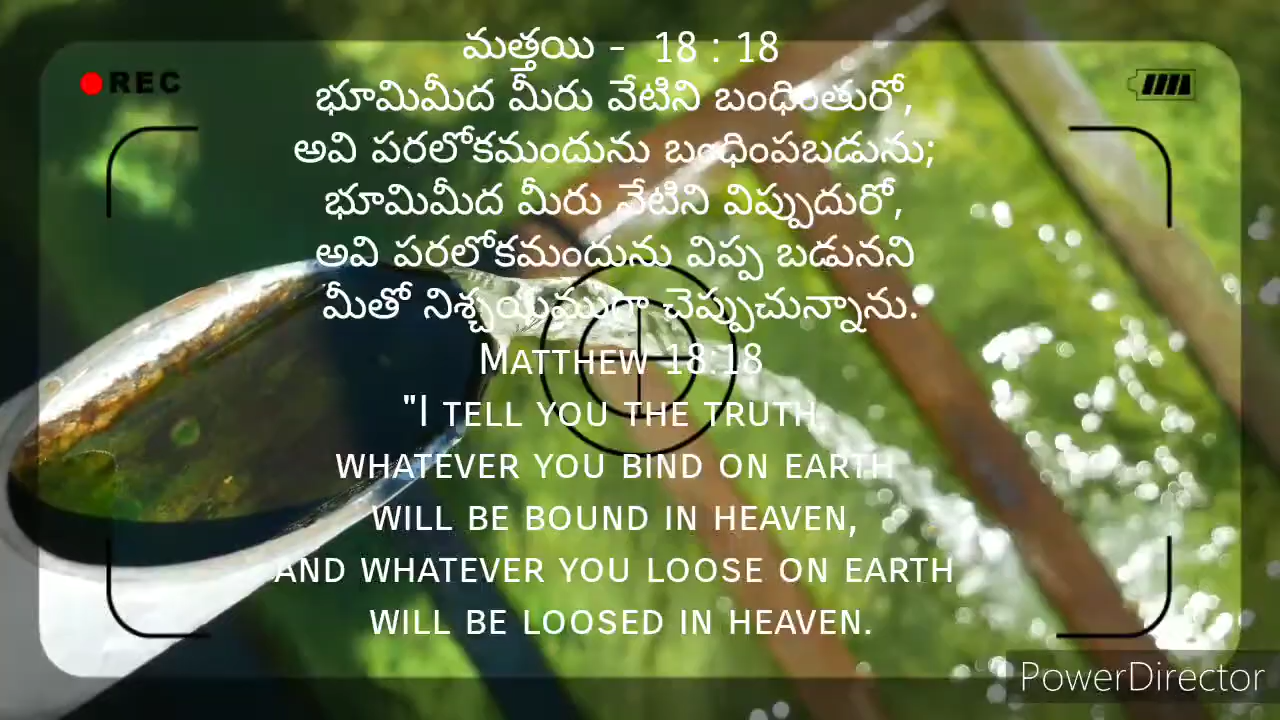 మత్తయి - 18 : 18
REC
భూమిమీద మీరు వేటిని బంధింతురో,
అవి పరలోకమందును బంధింపబడును;
భూమిమీద మీరు వేటిని విప్పుదురో,
అవి పరలోకమందును విప్ప బడునని
మీతో నిశ్చయముగా చెప్పుచున్నాను.
MATTHEW 18:18
"I TELL YOU THE TRUTH
WHATEVER YOU BIND ON EARTH
WILL BE BOUND IN HEAVEN,
AND WHATEVER YOU LOOSE ON EARTH
WILL BE LOOSED IN HEAVEN.
PowerDirector